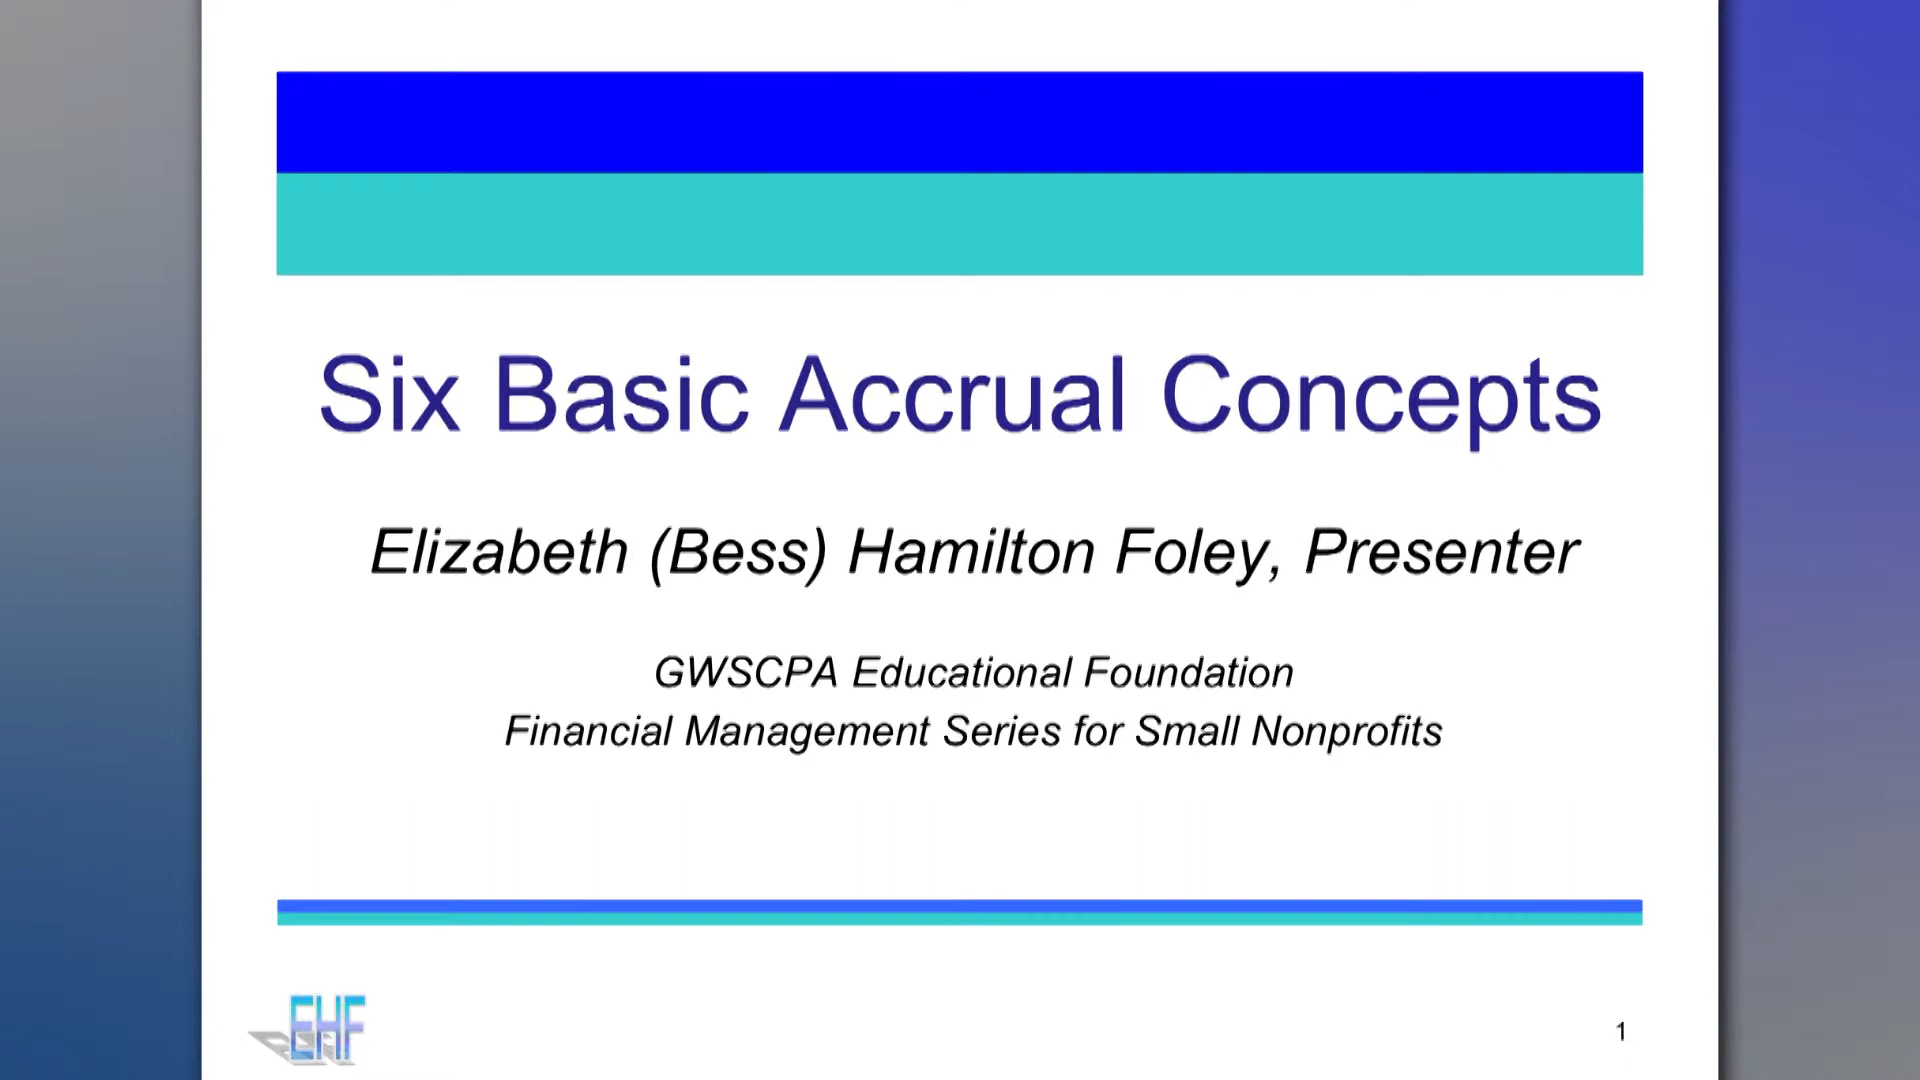 Six Basic Accrual Concepts
Elizabeth (Bess) Hamilton Foley, Presenter
GWSCPA Educational Foundation
Financial Management Series for Small Nonprofits
EHF
1